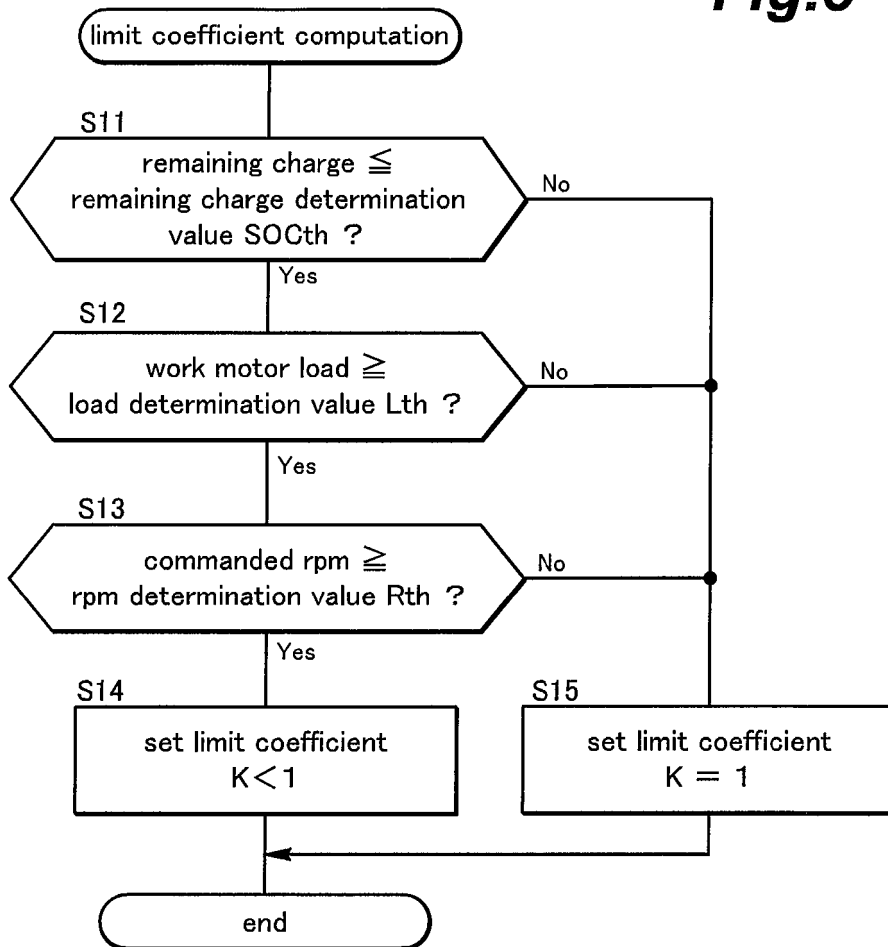 limit coefficient computation
S11
remaining charge ≦
remaining charge determination
value SOCth ?
No
Yes
S12
work motor load ≧
load determination value Lth ?
No
Yes
S13
commanded rpm ≧
rpm determination value Rth ?
No
Yes
S14
set limit coefficient
K<1
S15
set limit coefficient
K = 1
end